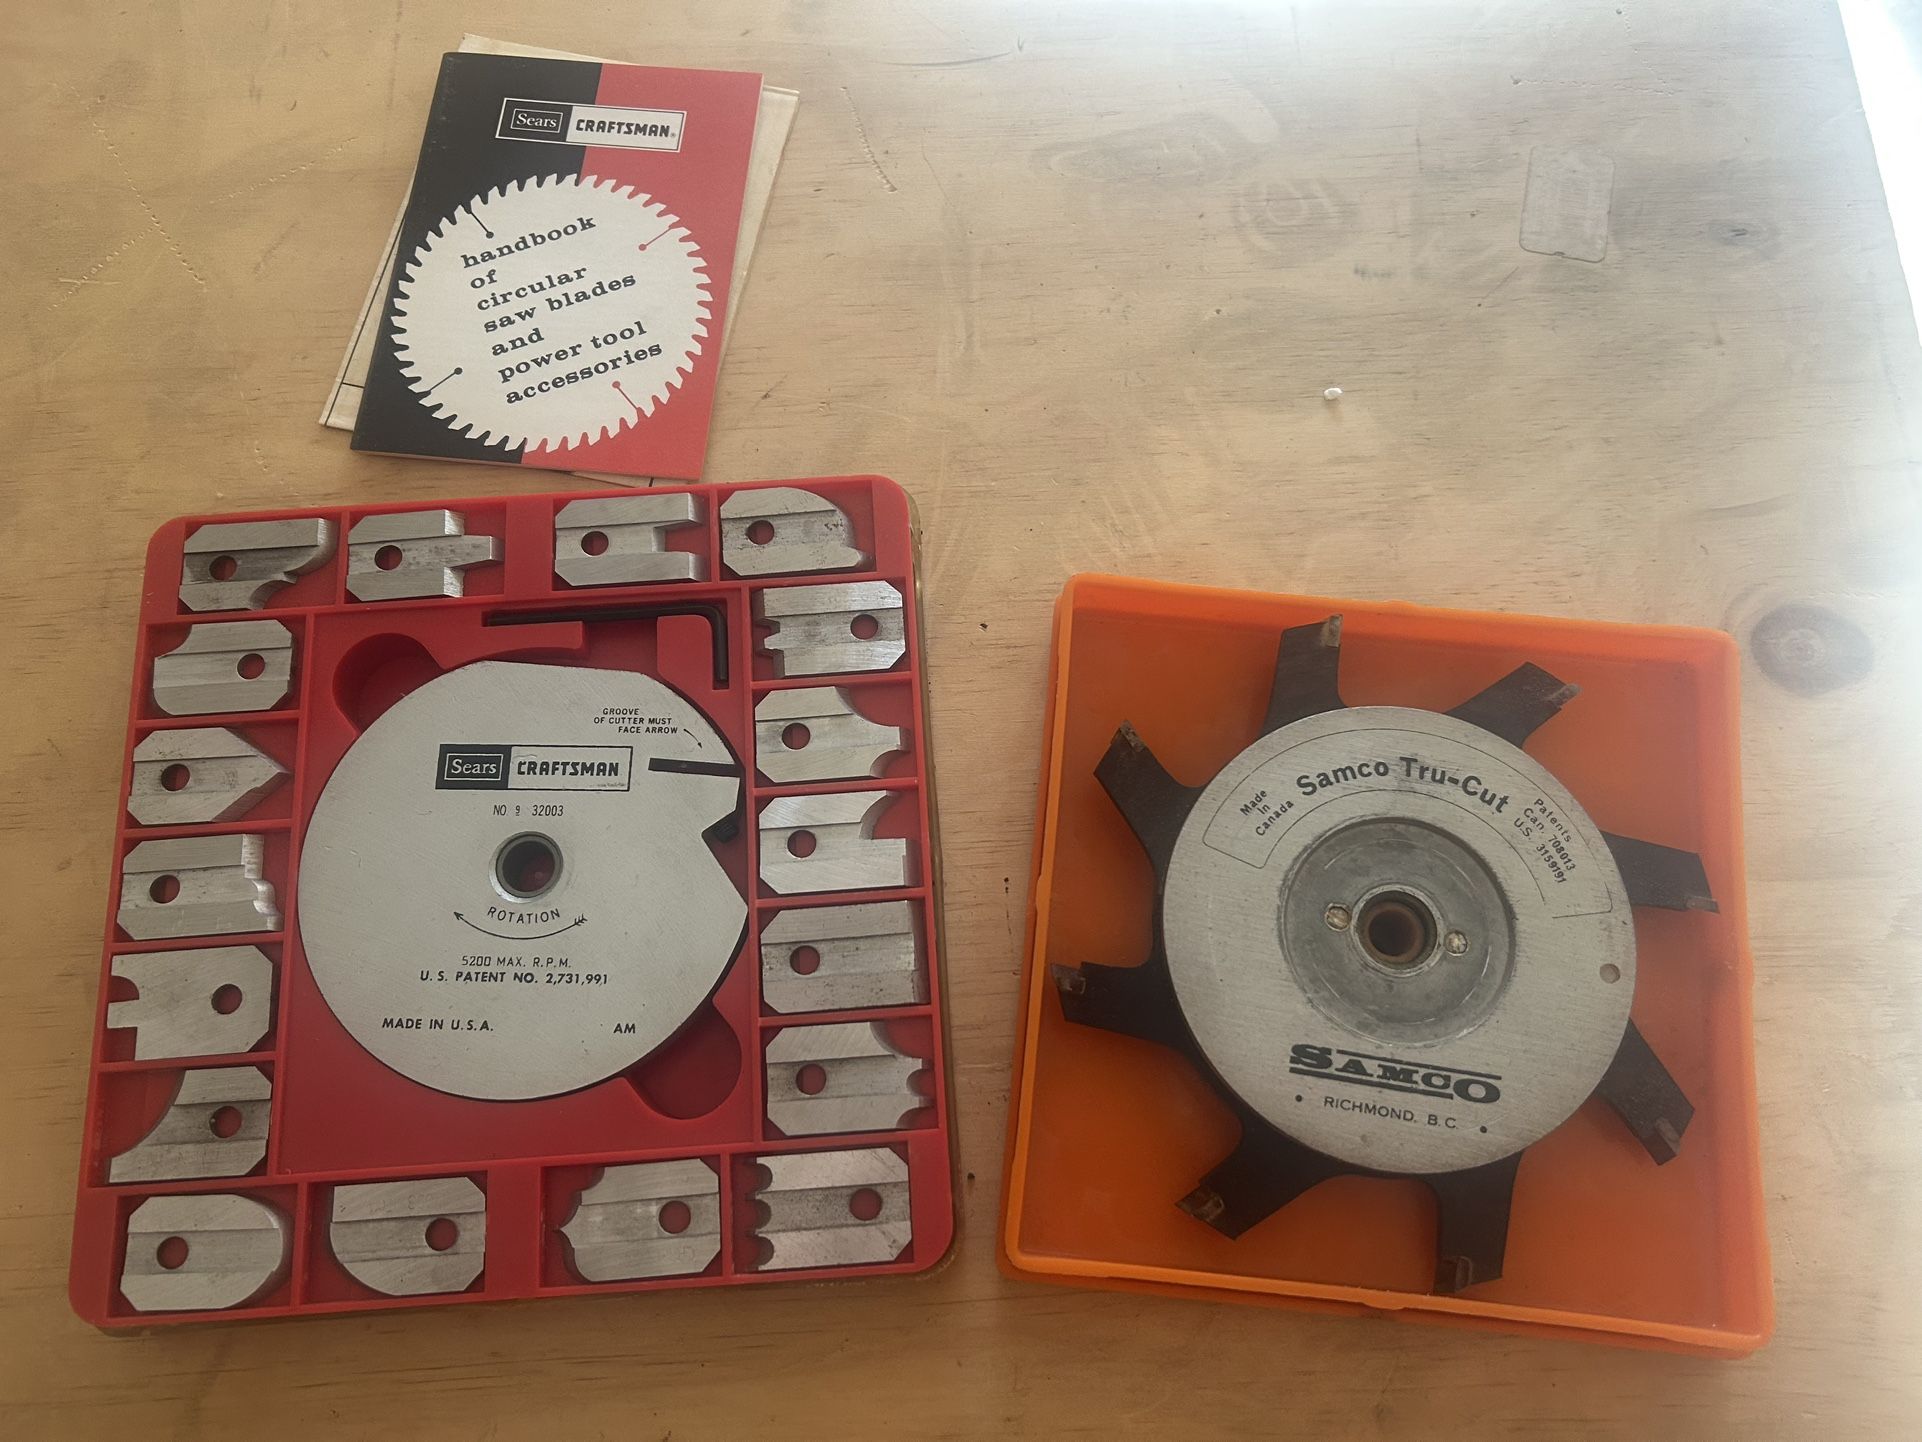 Sears CRAFTSMAN®
handbook
of
circular
saw blades
and
power tool
accessories
GROOVE
OF CUTTER MUST
FACE ARROW
Sears CRAFTSMAN
NO. 9 32003
ROTATION
5200 MAX. R.P.M.
U.S. PATENT NO. 2,731,991
MADE IN U.S.A. AM
Samco Tru-Cut
Made
in
Canada
Patents
Can. 708013
U.S. 3159191
SAMCO
• RICHMOND, B.C. •